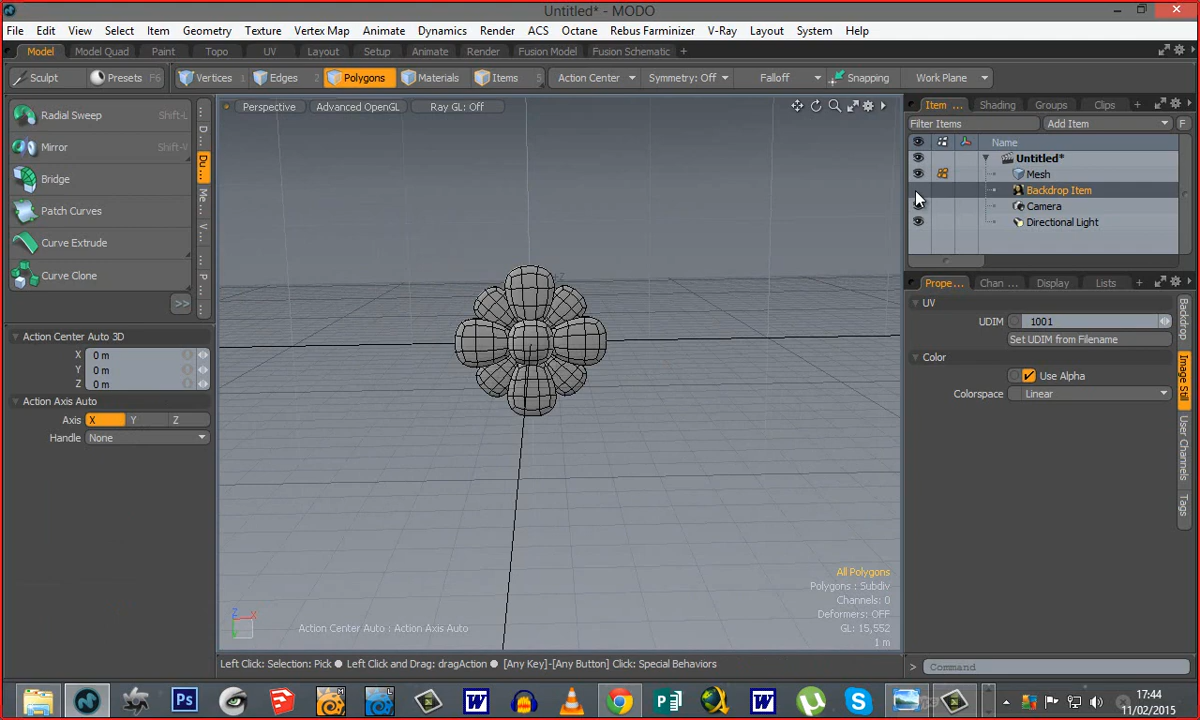 Untitled* - MODO
File Edit View Select Item Geometry Texture Vertex Map Animate Dynamics Render ACS Octane Rebus Farminizer V-Ray Layout System Help
Model Model Quad Paint Topo UV Layout Setup Animate Render Fusion Model Fusion Schematic +
Sculpt Presets F6 Vertices 1 Edges 2 Polygons Materials Items 5 Action Center Symmetry: Off Falloff Snapping Work Plane
Perspective Advanced OpenGL Ray GL: Off
Item ... Shading Groups Clips +
Radial Sweep Shift-L
Filter Items Add Item F
Mirror Shift-V
Name
Du...
Untitled*
Bridge
Mesh
Me...
Backdrop Item
Patch Curves
Camera
Curve Extrude
Directional Light
Curve Clone
Prope... Chan ... Display Lists +
>>
UV
UDIM 1001
Set UDIM from Filename
Action Center Auto 3D
X 0 m
Y 0 m
Z 0 m
Color
Use Alpha
Colorspace Linear
Action Axis Auto
Axis X Y Z
Handle None
Backdrop
Image Still
User Channels
Tags
All Polygons
Polygons : Subdiv
Channels: 0
Deformers: OFF
GL: 15,552
1 m
Z X
Action Center Auto : Action Axis Auto
Left Click: Selection: Pick ● Left Click and Drag: dragAction ● [Any Key]-[Any Button] Click: Special Behaviors
> Command
17:44
11/02/2015